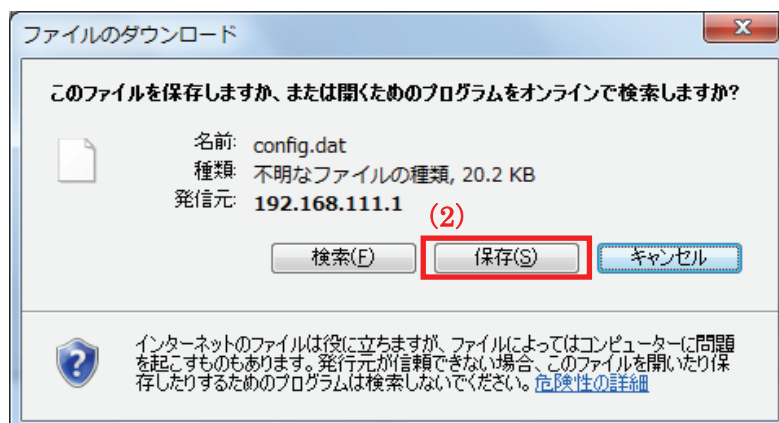 ファイルのダウンロード
X
このファイルを保存しますか、または開くためのプログラムをオンラインで検索しますか?
名前: config.dat
種類: 不明なファイルの種類, 20.2 KB
発信元: 192.168.111.1
(2)
検索(F) 保存(S) キャンセル
インターネットのファイルは役に立ちますが、ファイルによってはコンピューターに問題
を起こすものもあります。発行元が信頼できない場合、このファイルを開いたり保
存したりするためのプログラムは検索しないでください。危険性の詳細